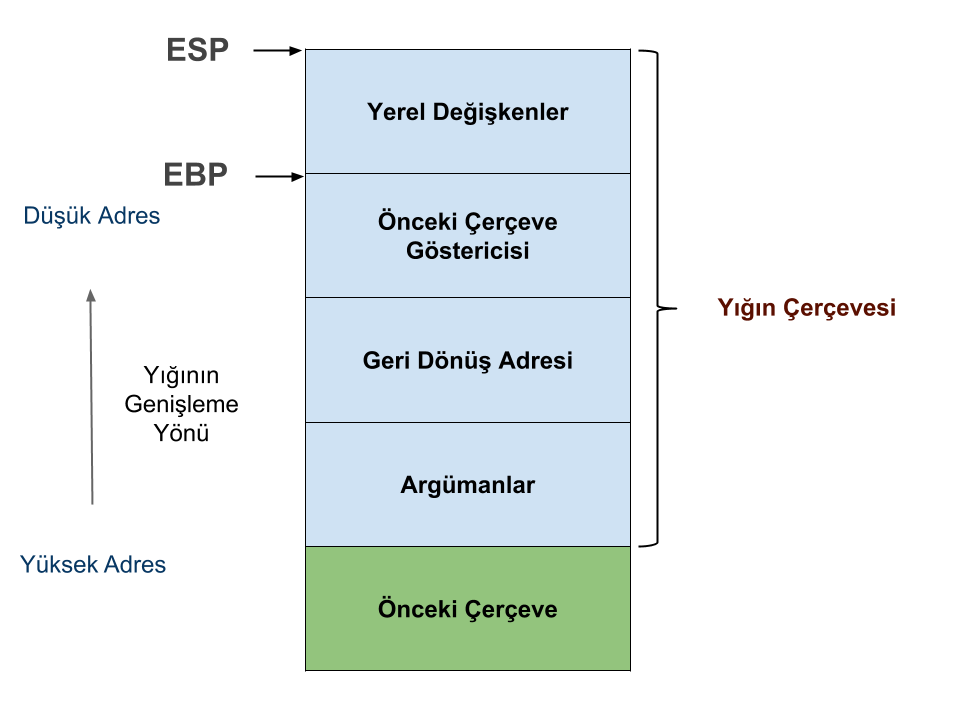 ESP
Yerel Değişkenler
EBP
Düşük Adres
Önceki Çerçeve
Göstericisi
Yığın Çerçevesi
Geri Dönüş Adresi
Yığının
Genişleme
Yönü
Argümanlar
Yüksek Adres
Önceki Çerçeve